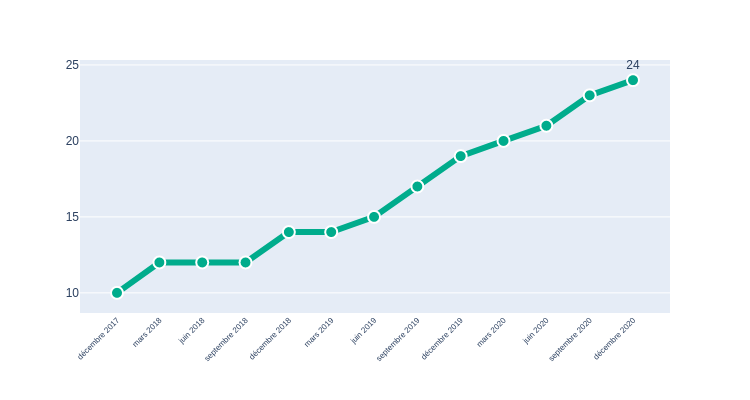 25
24
20
15
10
décembre 2017
mars 2018
juin 2018
septembre 2018
décembre 2018
mars 2019
juin 2019
septembre 2019
décembre 2019
mars 2020
juin 2020
septembre 2020
décembre 2020